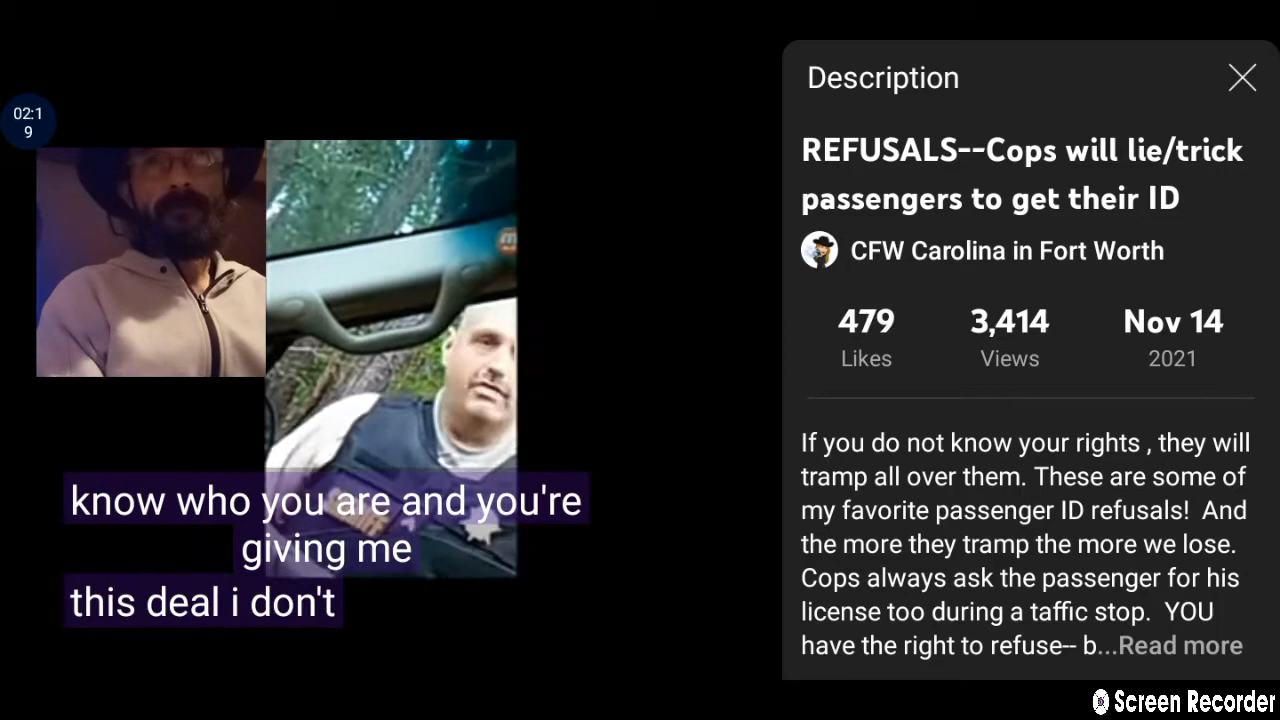 02:1
9
know who you are and you're
giving me
this deal i don't
Description
REFUSALS--Cops will lie/trick
passengers to get their ID
CFW Carolina in Fort Worth
479
Likes
3,414
Views
Nov 14
2021
If you do not know your rights , they will
tramp all over them. These are some of
my favorite passenger ID refusals! And
the more they tramp the more we lose.
Cops always ask the passenger for his
license too during a taffic stop. YOU
have the right to refuse-- b...Read more
Screen Recorder